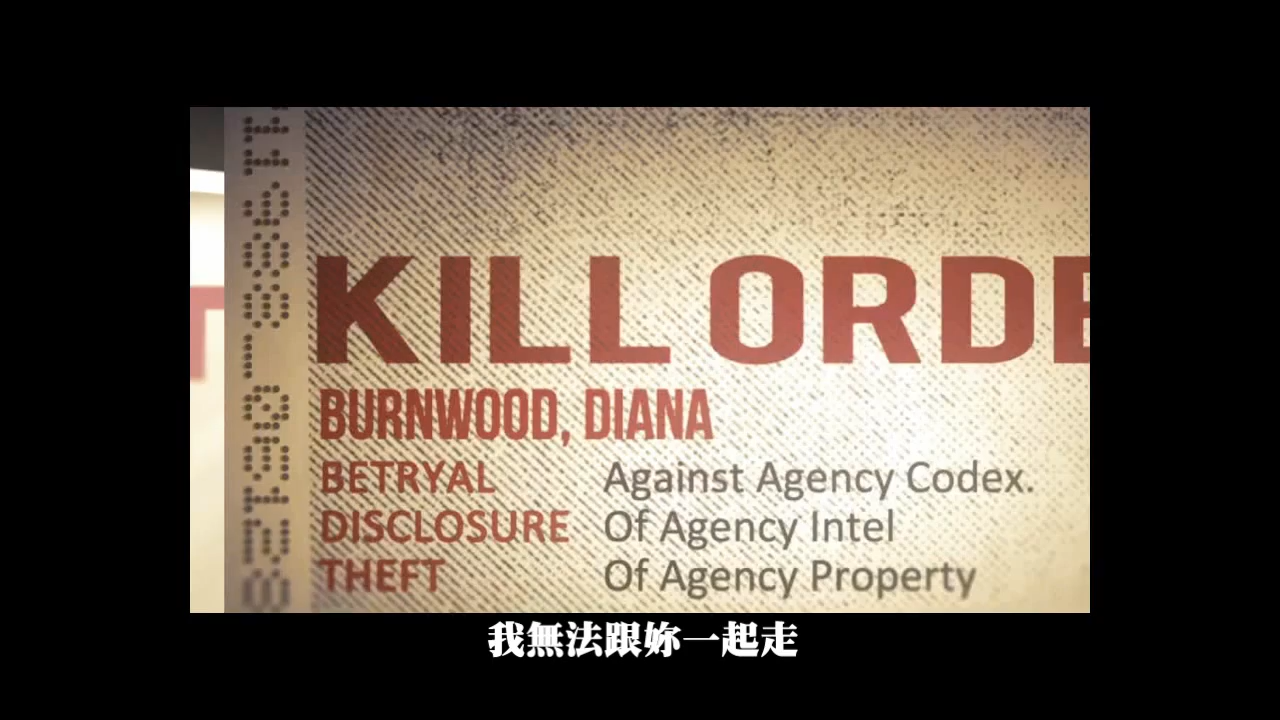 KILL ORDE
BURNWOOD, DIANA
BETRYAL Against Agency Codex.
DISCLOSURE Of Agency Intel
THEFT Of Agency Property
我無法跟妳一起走